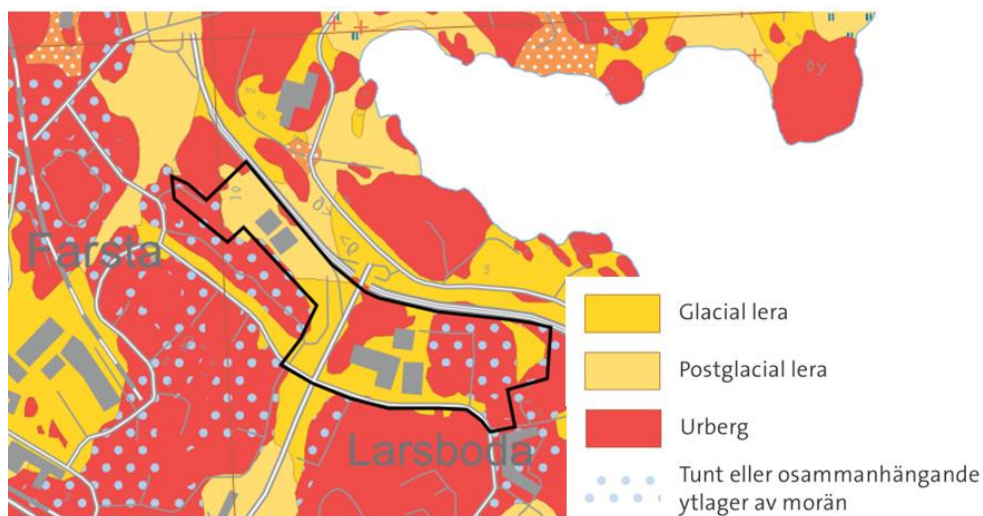 Farsta
Larsboda
Glacial lera
Postglacial lera
Urberg
Tunt eller osammanhängande
ytlager av morän